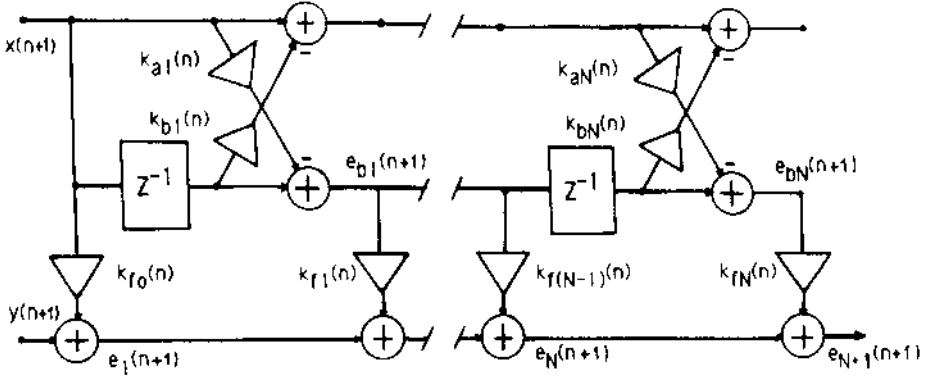 x(n+1)
k_a1(n)
k_b1(n)
Z^-1
e_b1(n+1)
k_f0(n)
k_f1(n)
y(n+1)
e_1(n+1)
k_aN(n)
k_bN(n)
Z^-1
e_bN(n+1)
k_f(N-1)(n)
k_fN(n)
e_N(n+1)
e_N+1(n+1)